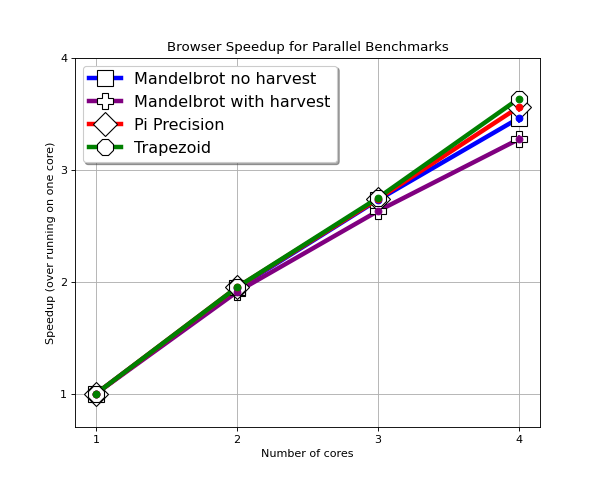 Browser Speedup for Parallel Benchmarks
Mandelbrot no harvest
Mandelbrot with harvest
Pi Precision
Trapezoid
Speedup (over running on one core)
4
3
2
1
1 2 3 4
Number of cores